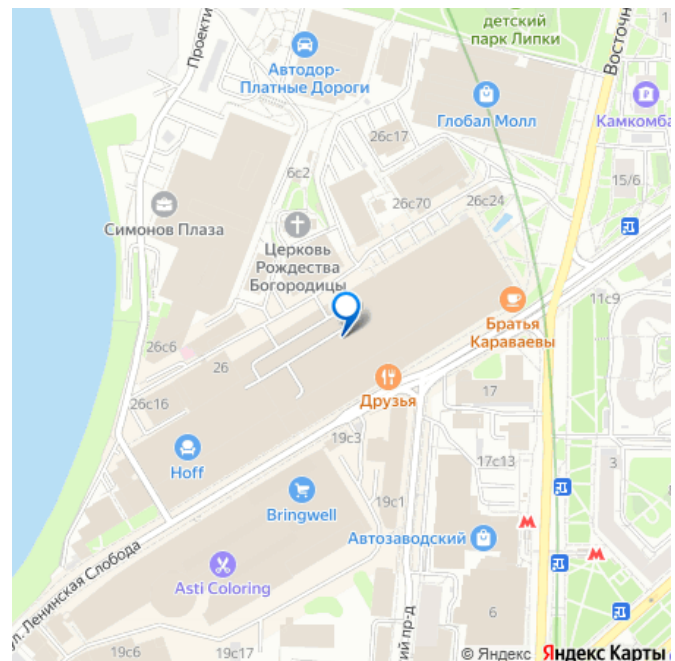 детский
парк Липки
Восточн
Проекти
Автодор-
Платные Дороги
Глобал Молл
Камкомба
26с17
6с2
15/6
26с70
26с24
Симонов Плаза
Церковь
Рождества
Богородицы
11с9
Братья
Караваевы
26с6
26
Друзья
17
26с16
19с3
Hoff
17с13
3
Bringwell
19с1
Автозаводский
ул. Ленинская Слобода
Asti Coloring
6
ий пр-д
19с6
19с17
© Яндекс Яндекс Карты